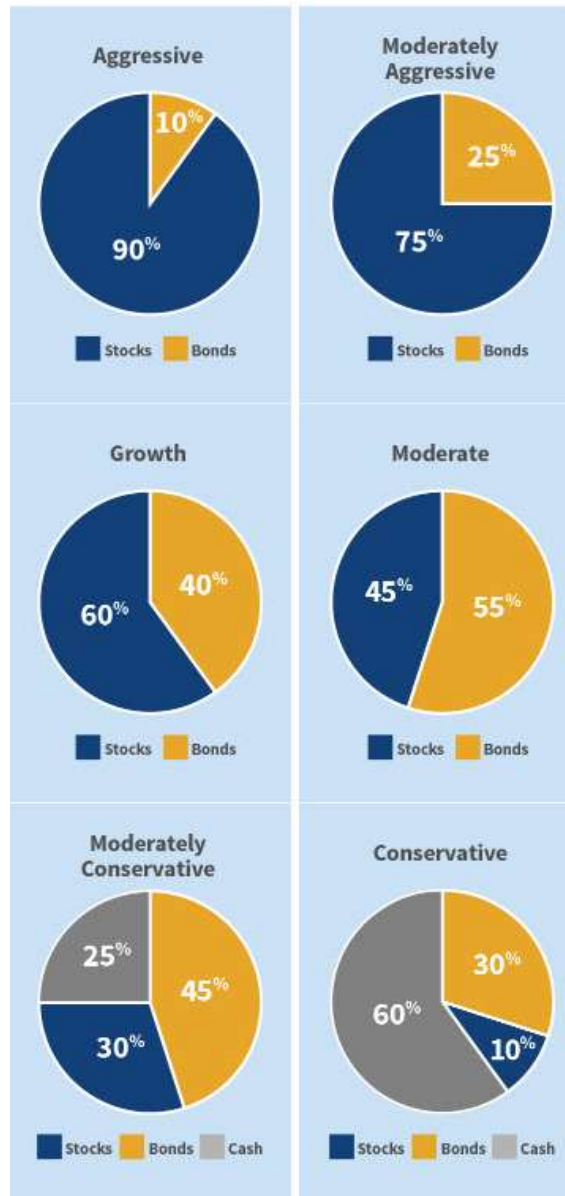 Aggressive
10%
90%
Stocks Bonds
Moderately
Aggressive
25%
75%
Stocks Bonds
Growth
40%
60%
Stocks Bonds
Moderate
45%
55%
Stocks Bonds
Moderately
Conservative
25%
45%
30%
Stocks Bonds Cash
Conservative
30%
60%
10%
Stocks Bonds Cash